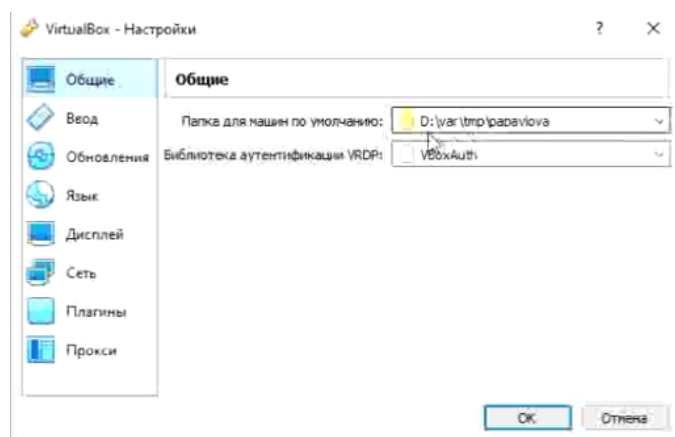 VirtualBox - Настройки
?
Общие
Общие
Ввод
Папка для машин по умолчанию: D:\var\tmp\papavlova
Обновления
Библиотека аутентификации VRDP: VBoxAuth
Язык
Дисплей
Сеть
Плагины
Прокси
OK
Отмена